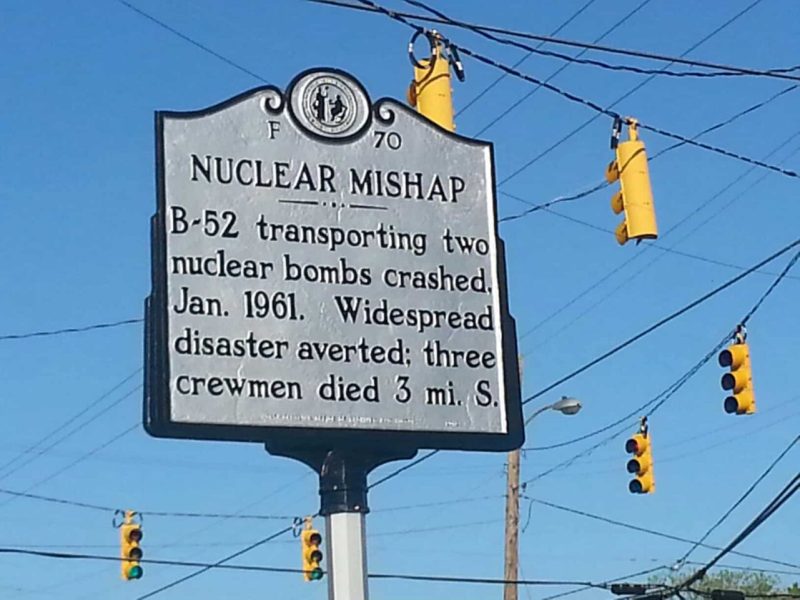 F 70
NUCLEAR MISHAP
B-52 transporting two
nuclear bombs crashed,
Jan. 1961. Widespread
disaster averted; three
crewmen died 3 mi. S.